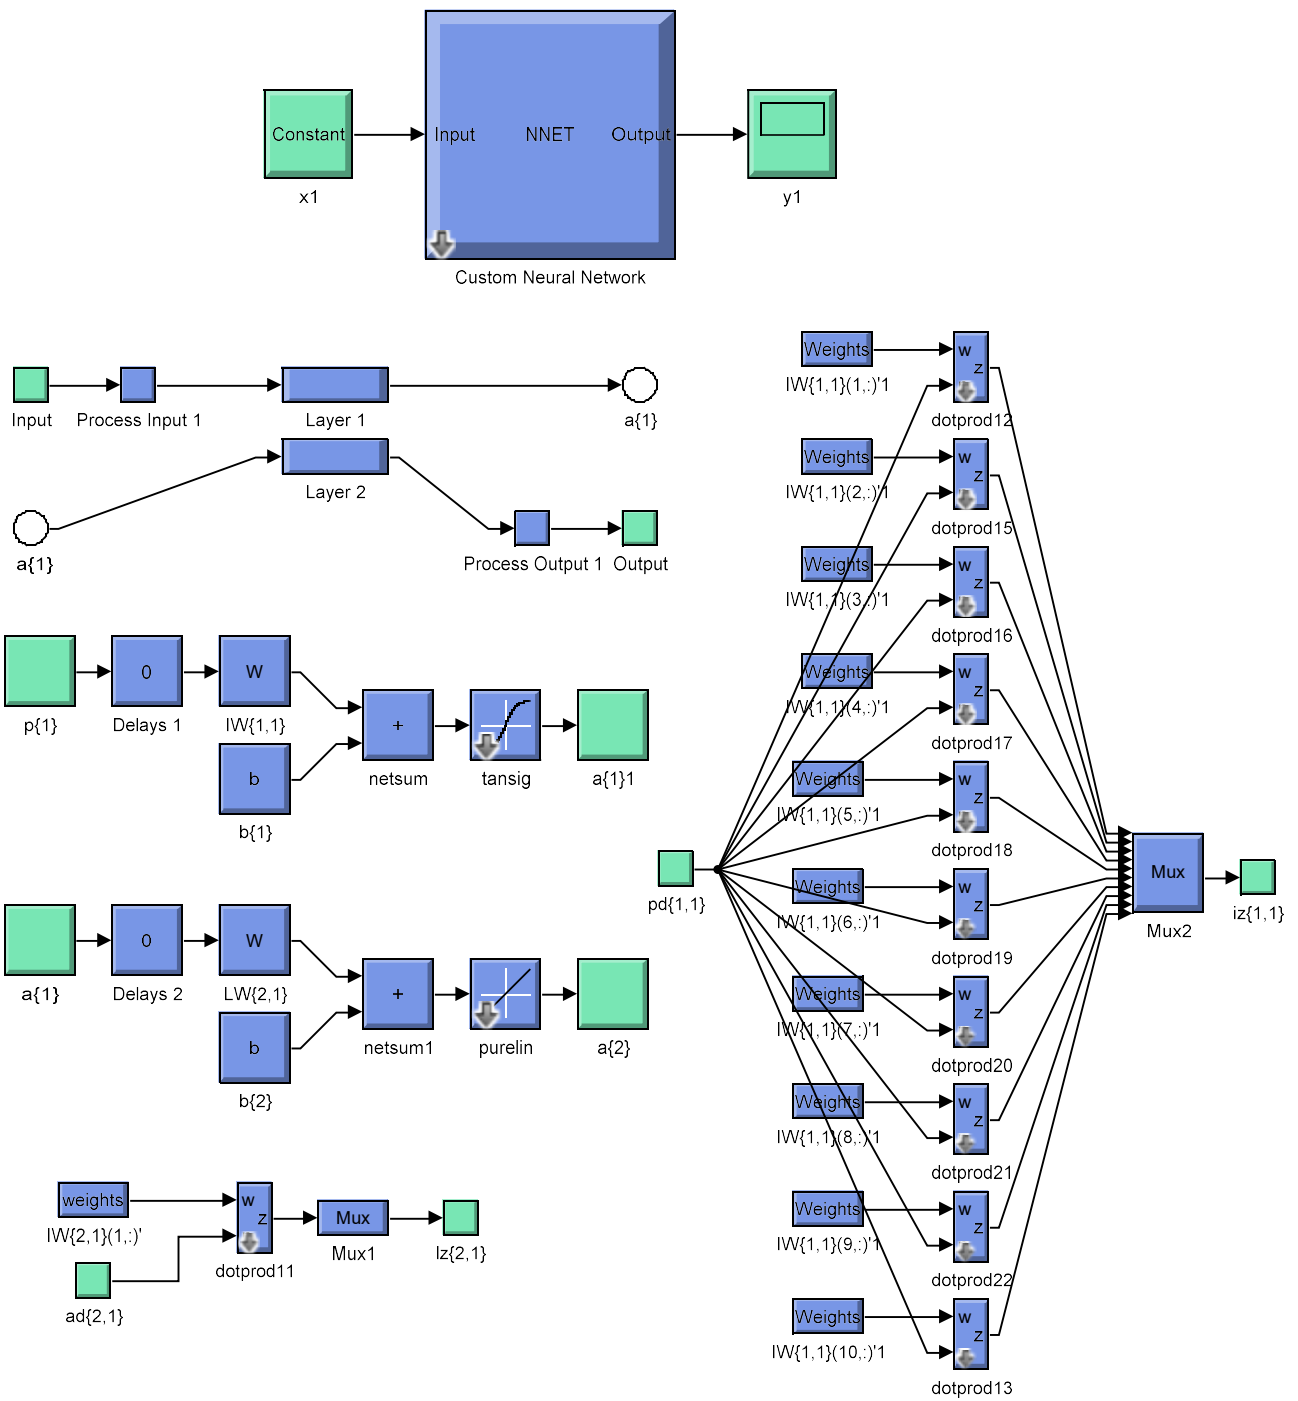 Constant
Input
NNET
Output
x1
y1
Custom Neural Network
Input
Process Input 1
Layer 1
a{1}
Layer 2
a{1}
Process Output 1
Output
p{1}
0
Delays 1
W
IW{1,1}
b
b{1}
+
netsum
tansig
a{1}1
a{1}
0
Delays 2
W
LW{2,1}
b
b{2}
+
netsum1
purelin
a{2}
weights
IW{2,1}(1,:)'
ad{2,1}
w
z
dotprod11
Mux
Mux1
lz{2,1}
pd{1,1}
Weights
IW{1,1}(1,:)'1
w
z
dotprod12
Weights
IW{1,1}(2,:)'1
w
z
dotprod15
Weights
IW{1,1}(3,:)'1
w
z
dotprod16
Weights
IW{1,1}(4,:)'1
w
z
dotprod17
Weights
IW{1,1}(5,:)'1
w
z
dotprod18
Weights
IW{1,1}(6,:)'1
w
z
dotprod19
Weights
IW{1,1}(7,:)'1
w
z
dotprod20
Weights
IW{1,1}(8,:)'1
w
z
dotprod21
Weights
IW{1,1}(9,:)'1
w
z
dotprod22
Weights
IW{1,1}(10,:)'1
w
z
dotprod13
Mux
Mux2
iz{1,1}